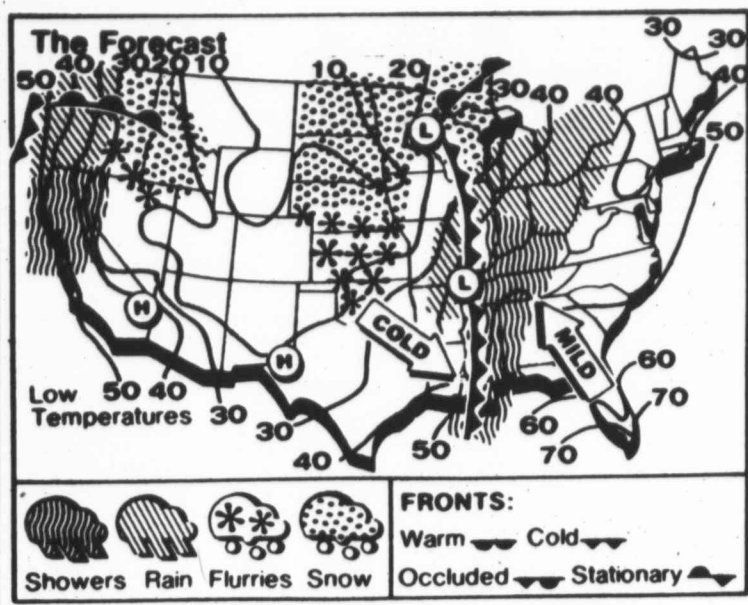 The Forecast
30
30
50 40 30 20 10
10 20
30 40 40
40
50
L
L
H
H
COLD
MILD
Low
Temperatures
50 40 30
30
40
50
60
60
70
70
Showers Rain Flurries Snow
FRONTS:
Warm Cold
Occluded Stationary